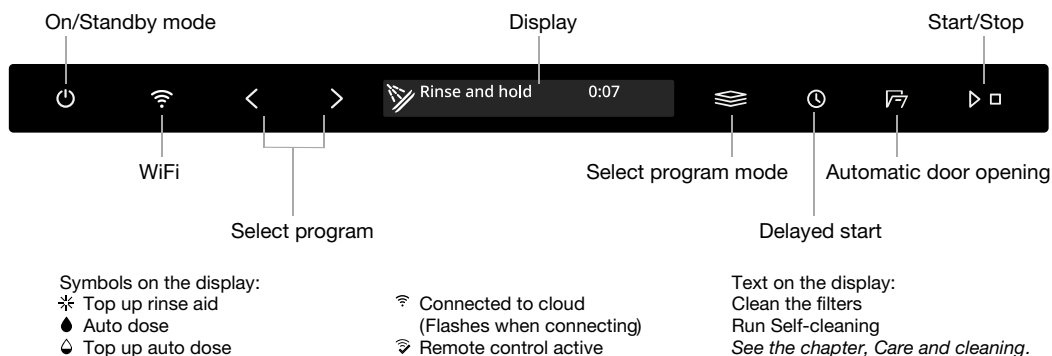 On/Standby mode
Display
Start/Stop
Rinse and hold 0:07
WiFi
Select program mode
Automatic door opening
Select program
Delayed start
Symbols on the display:
Top up rinse aid
Auto dose
Top up auto dose
Connected to cloud
(Flashes when connecting)
Remote control active
Text on the display:
Clean the filters
Run Self-cleaning
See the chapter, Care and cleaning.